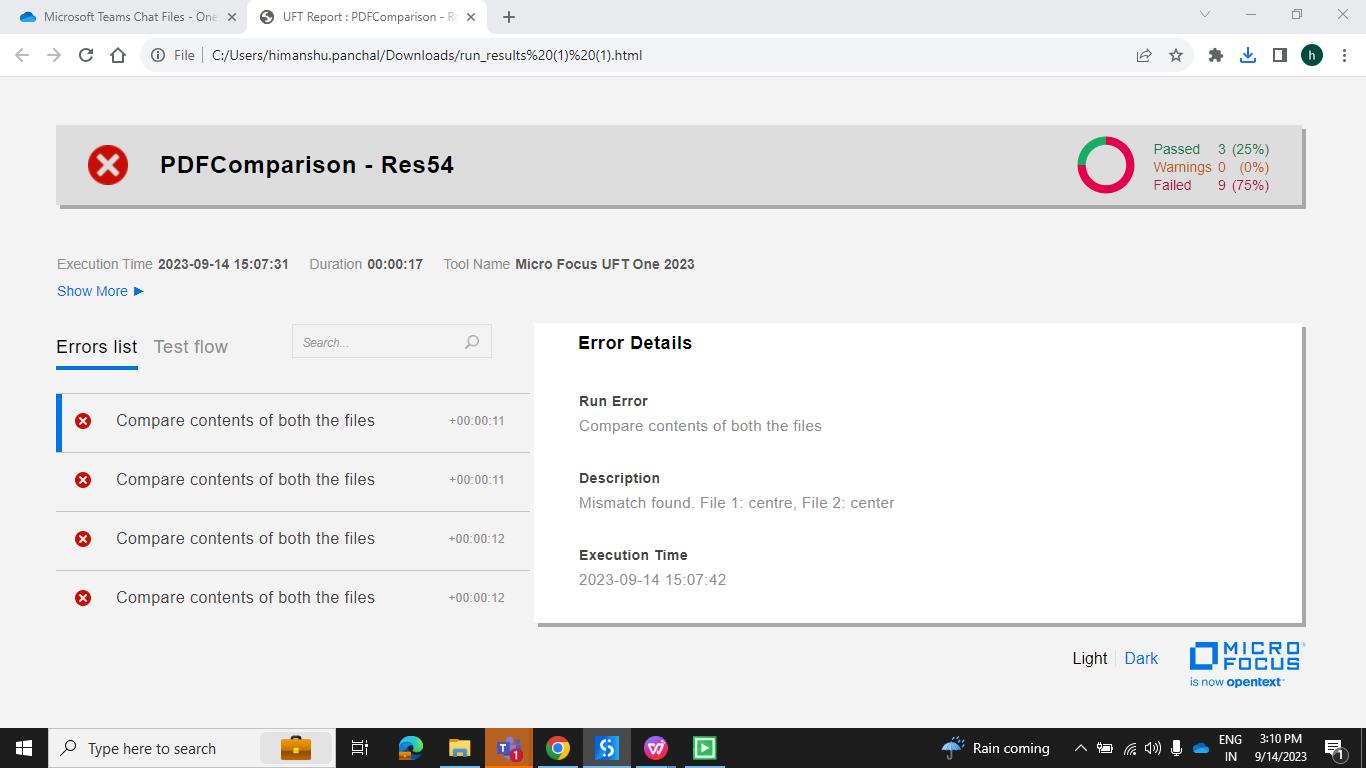 Microsoft Teams Chat Files - One
UFT Report : PDFComparison - Re
File
C:/Users/himanshu.panchal/Downloads/run_results%20(1)%20(1).html
h
PDFComparison - Res54
Passed 3 (25%)
Warnings 0 (0%)
Failed 9 (75%)
Execution Time 2023-09-14 15:07:31 Duration 00:00:17 Tool Name Micro Focus UFT One 2023
Show More ►
Errors list Test flow
Search...
Compare contents of both the files +00:00:11
Compare contents of both the files +00:00:11
Compare contents of both the files +00:00:12
Compare contents of both the files +00:00:12
Error Details
Run Error
Compare contents of both the files
Description
Mismatch found. File 1: centre, File 2: center
Execution Time
2023-09-14 15:07:42
Light Dark
MICRO
FOCUS
is now opentext™
Type here to search
1
Rain coming
ENG
IN
3:10 PM
9/14/2023
1